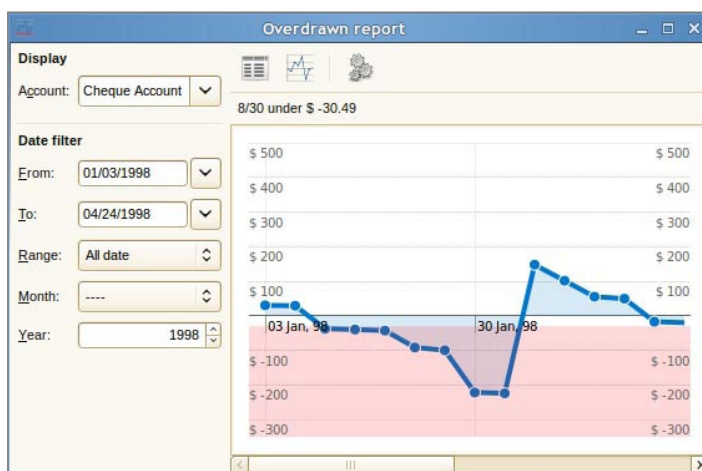 Overdrawn report
Display
Account: Cheque Account
Date filter
From: 01/03/1998
To: 04/24/1998
Range: All date
Month: ----
Year: 1998
8/30 under $ -30.49
$ 500 $ 500
$ 400 $ 400
$ 300 $ 300
$ 200 $ 200
$ 100 $ 100
03 Jan, 98 30 Jan, 98
$ -100 $ -100
$ -200 $ -200
$ -300 $ -300